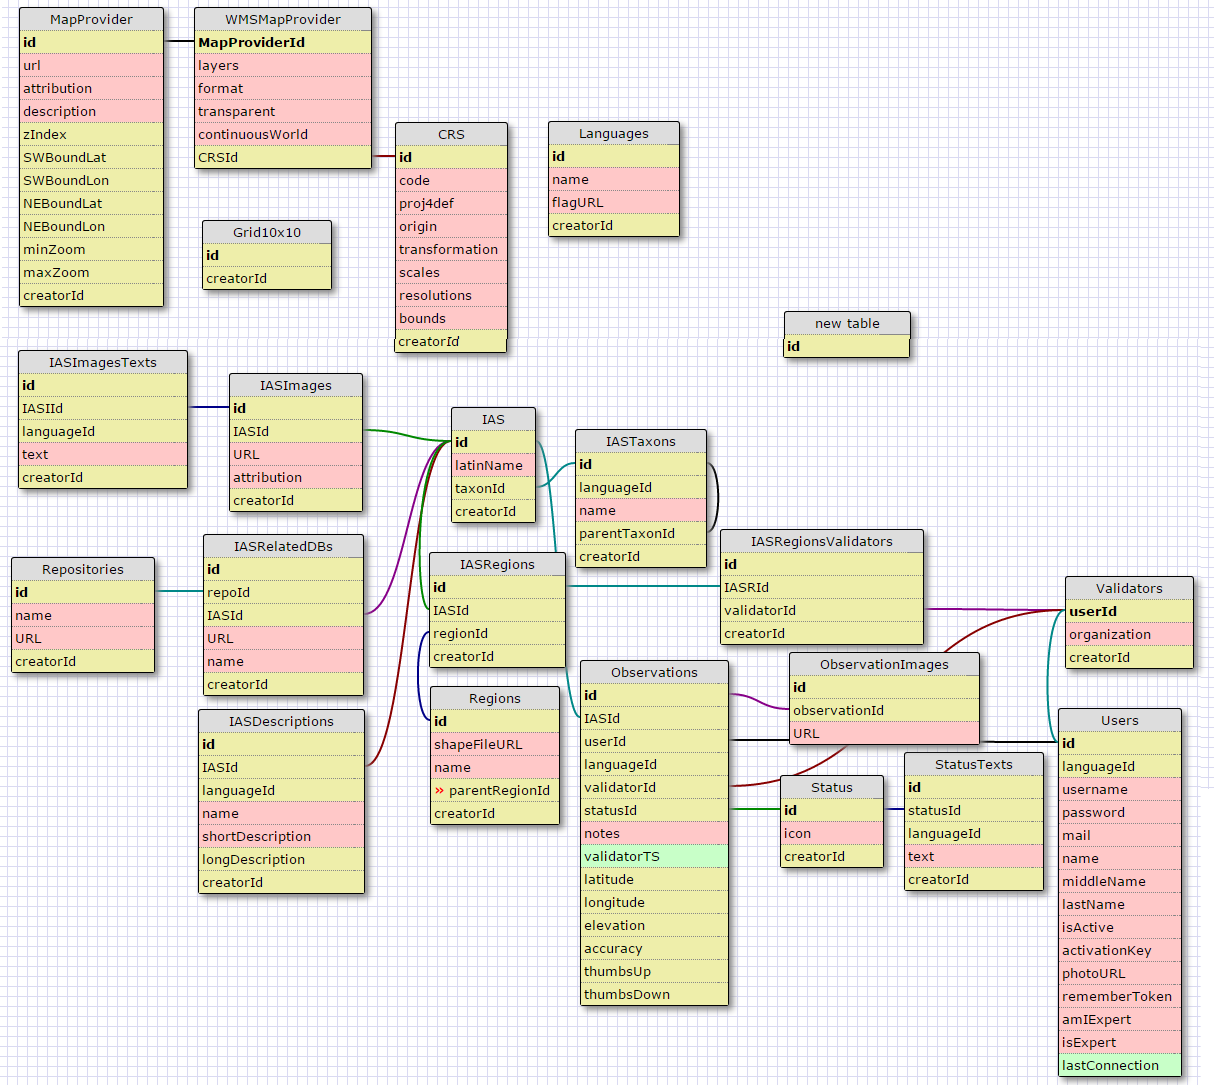 MapProvider
id
url
attribution
description
zIndex
SWBoundLat
SWBoundLon
NEBoundLat
NEBoundLon
minZoom
maxZoom
creatorId
WMSMapProvider
MapProviderId
layers
format
transparent
continuousWorld
CRSId
Grid10x10
id
creatorId
CRS
id
code
proj4def
origin
transformation
scales
resolutions
bounds
creatorId
Languages
id
name
flagURL
creatorId
new table
id
IASImagesTexts
id
IASIId
languageId
text
creatorId
IASImages
id
IASId
URL
attribution
creatorId
IAS
id
latinName
taxonId
creatorId
IASTaxons
id
languageId
name
parentTaxonId
creatorId
Repositories
id
name
URL
creatorId
IASRelatedDBs
id
repoId
IASId
URL
name
creatorId
IASRegions
id
IASId
regionId
creatorId
IASRegionsValidators
id
IASRId
validatorId
creatorId
Validators
userId
organization
creatorId
IASDescriptions
id
IASId
languageId
name
shortDescription
longDescription
creatorId
Regions
id
shapeFileURL
name
» parentRegionId
creatorId
Observations
id
IASId
userId
languageId
validatorId
statusId
notes
validatorTS
latitude
longitude
elevation
accuracy
thumbsUp
thumbsDown
ObservationImages
id
observationId
URL
Status
id
icon
creatorId
StatusTexts
id
statusId
languageId
text
creatorId
Users
id
languageId
username
password
mail
name
middleName
lastName
isActive
activationKey
photoURL
rememberToken
amIExpert
isExpert
lastConnection